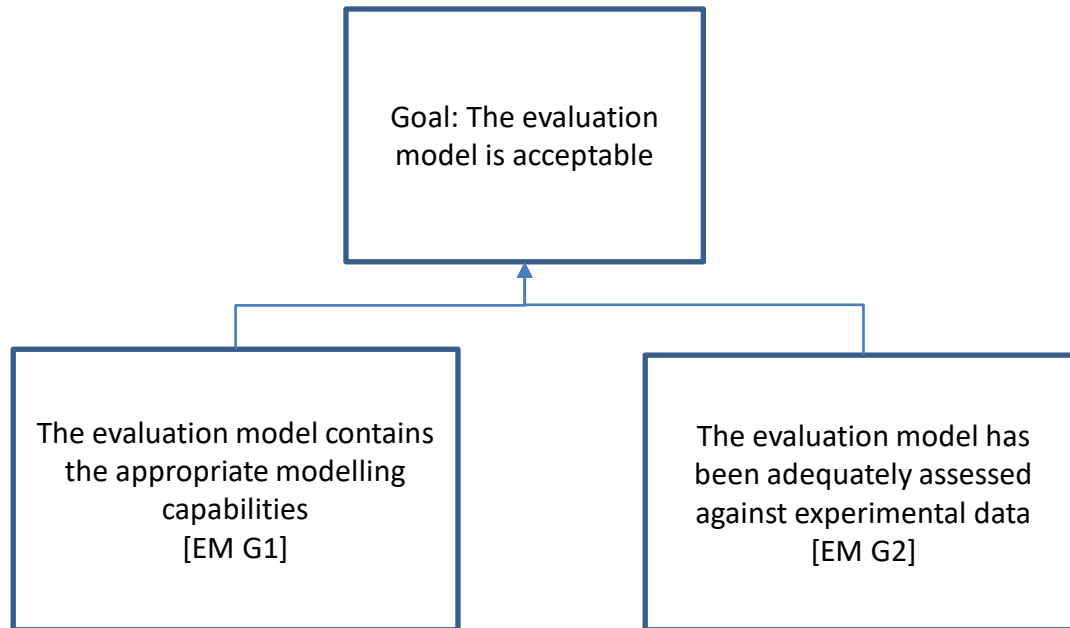 Goal: The evaluation
model is acceptable
The evaluation model contains
the appropriate modelling
capabilities
[EM G1]
The evaluation model has
been adequately assessed
against experimental data
[EM G2]